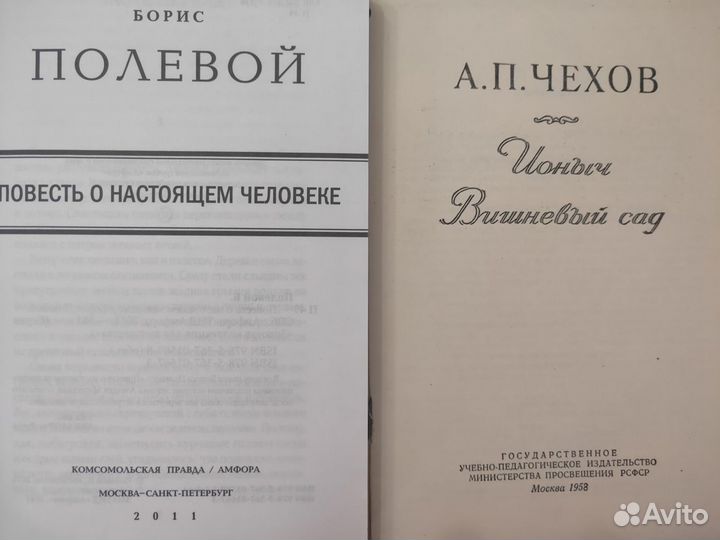 БОРИС
ПОЛЕВОЙ
ПОВЕСТЬ О НАСТОЯЩЕМ ЧЕЛОВЕКЕ
КОМСОМОЛЬСКАЯ ПРАВДА / АМФОРА
МОСКВА–САНКТ-ПЕТЕРБУРГ
2011
А.П.ЧЕХОВ
Ионыч
Вишневый сад
ГОСУДАРСТВЕННОЕ
УЧЕБНО-ПЕДАГОГИЧЕСКОЕ ИЗДАТЕЛЬСТВО
МИНИСТЕРСТВА ПРОСВЕЩЕНИЯ РСФСР
Москва 1958
Avito